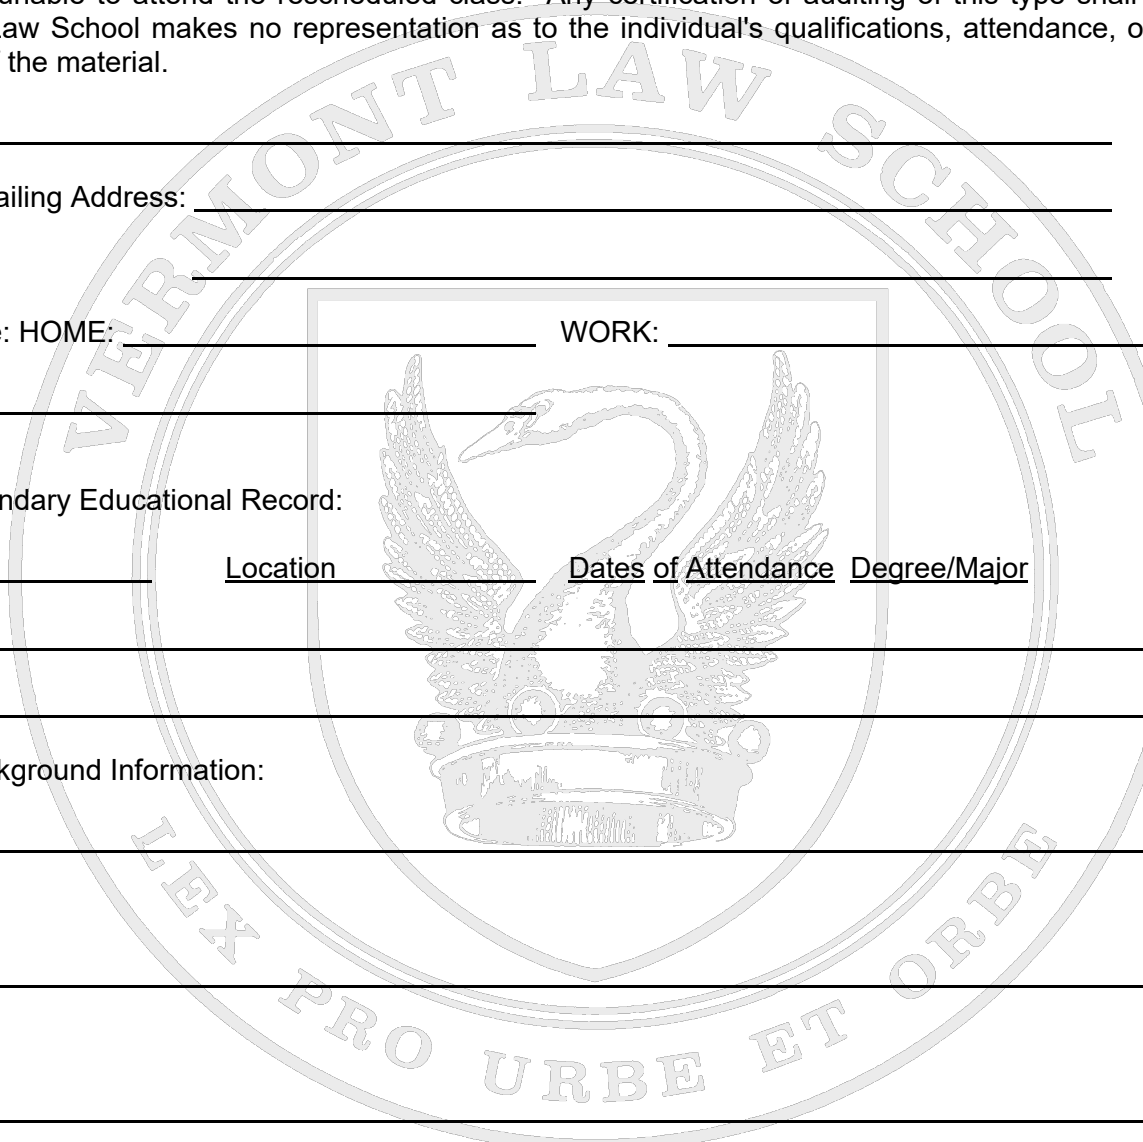 unable to attend the rescheduled class. Any certification of auditing of this type shall
Law School makes no representation as to the individual's qualifications, attendance, o
f the material.
ailing Address:
e: HOME: WORK:
ndary Educational Record:
Location Dates of Attendance Degree/Major
kground Information:
VERMONT LAW SCHOOL
LEX PRO URBE ET ORBE